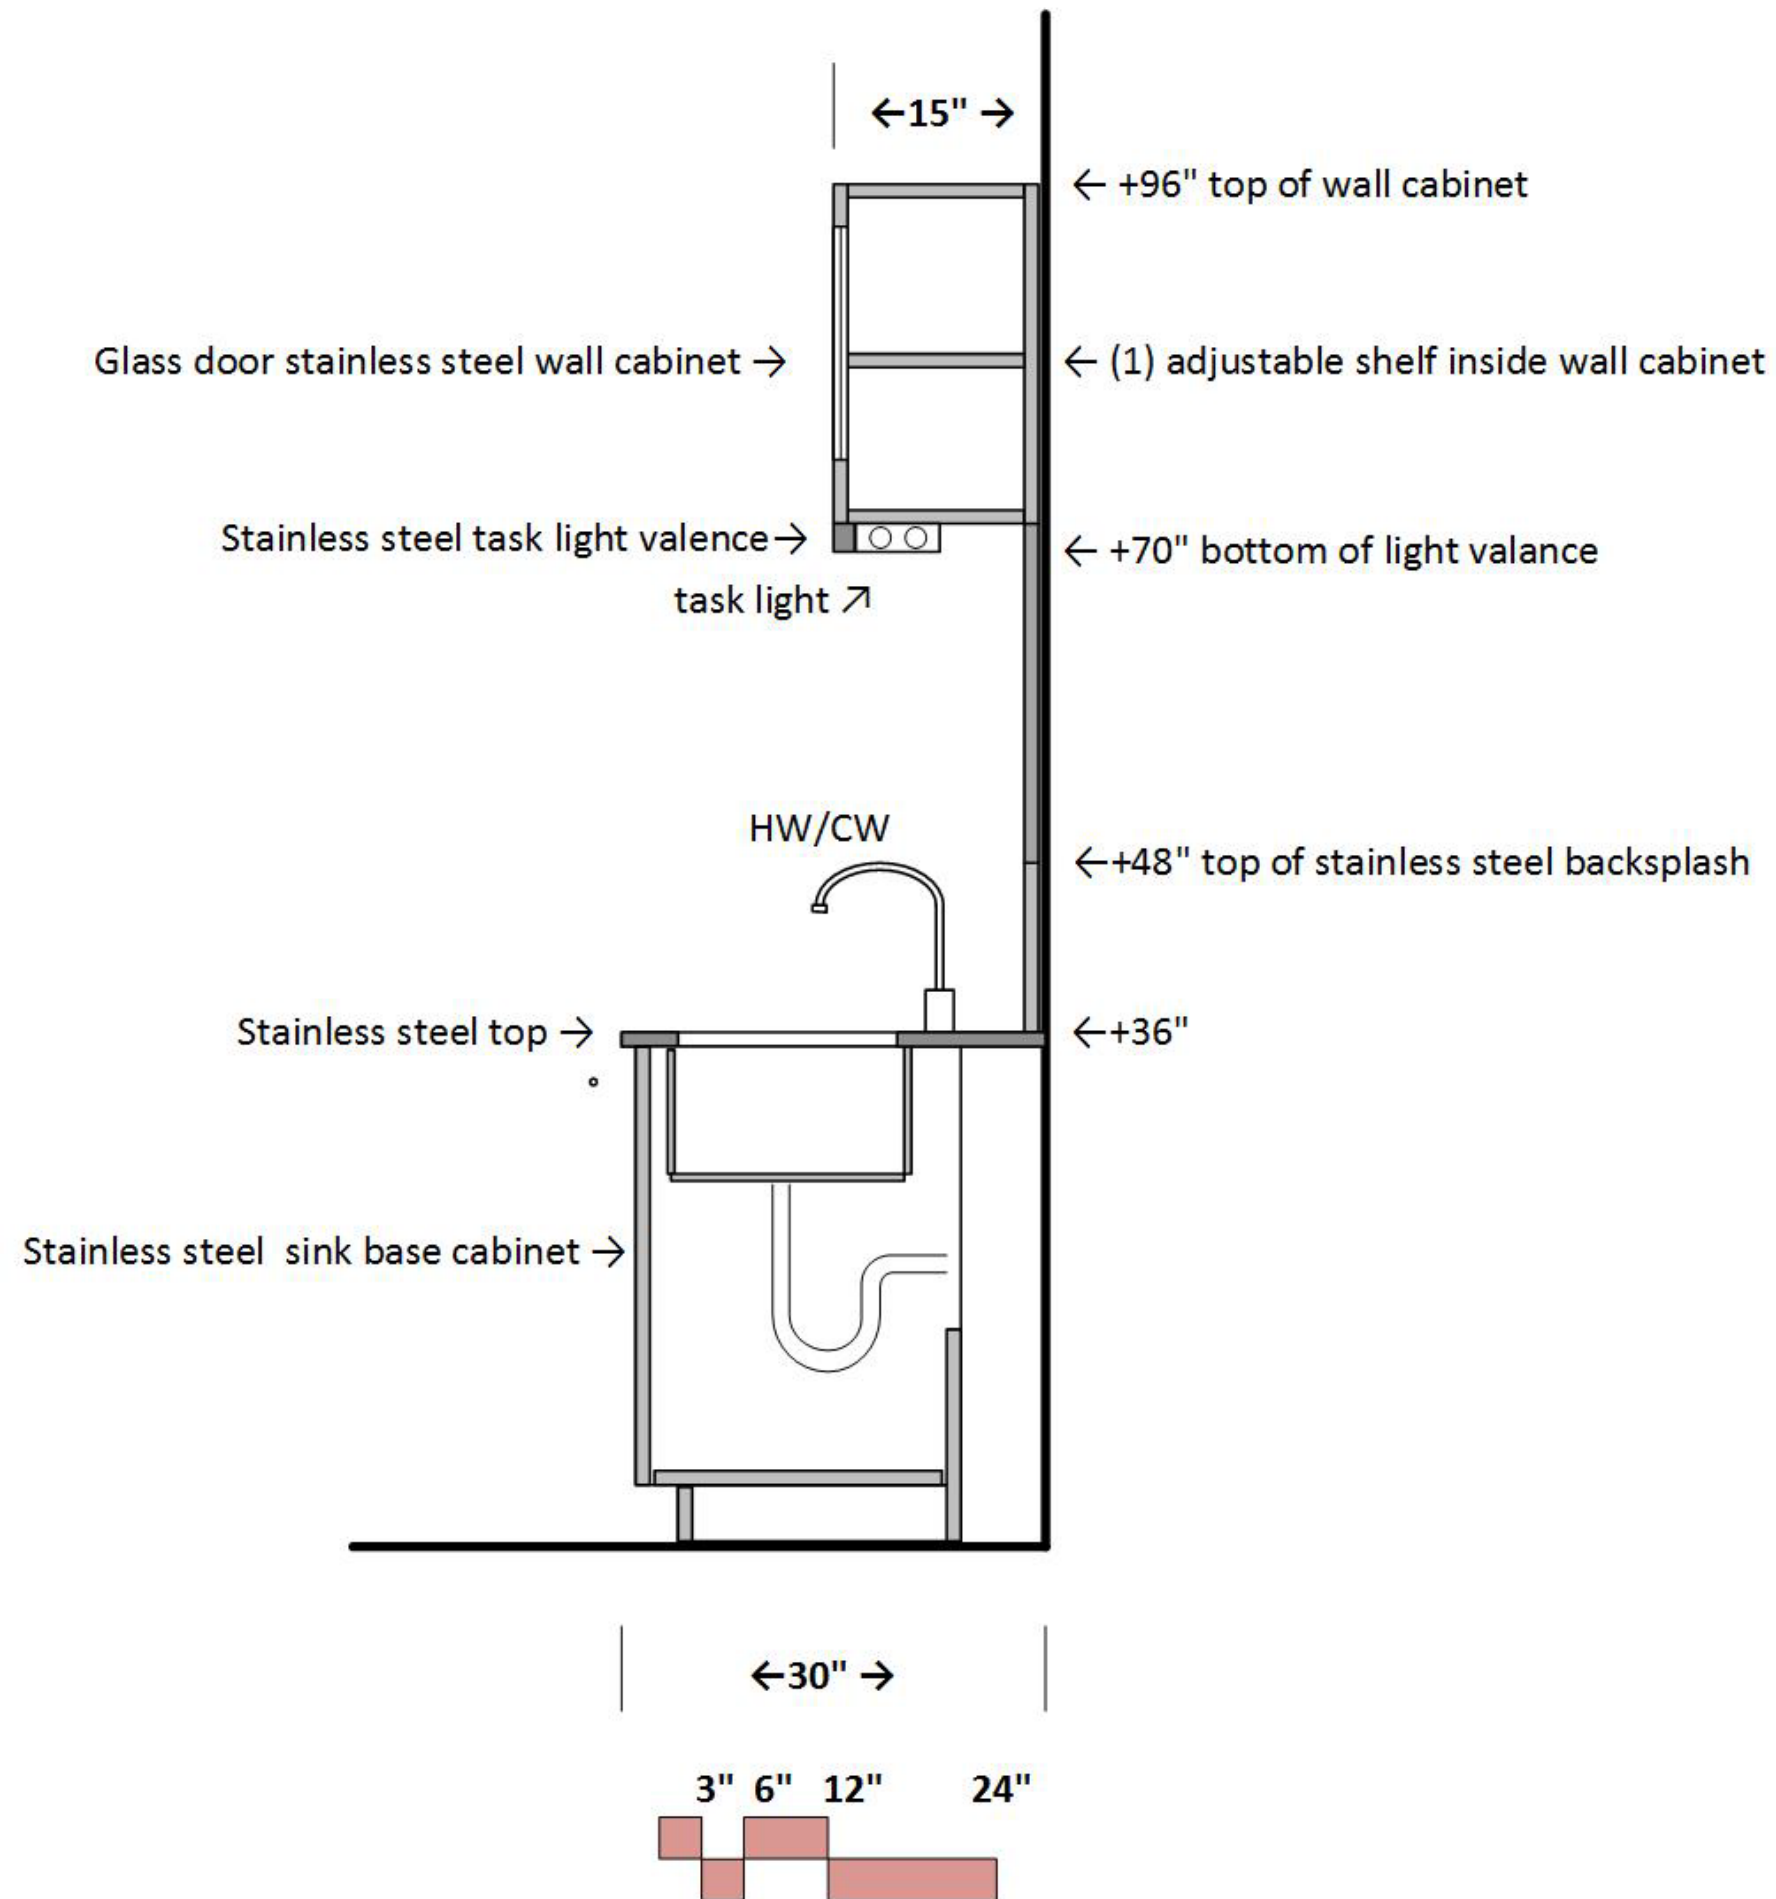 ←15" →
← +96" top of wall cabinet
Glass door stainless steel wall cabinet →
← (1) adjustable shelf inside wall cabinet
Stainless steel task light valence→
← +70" bottom of light valance
task light ↗
HW/CW
←+48" top of stainless steel backsplash
Stainless steel top →
←+36"
Stainless steel  sink base cabinet →
←30" →
3" 6" 12" 24"